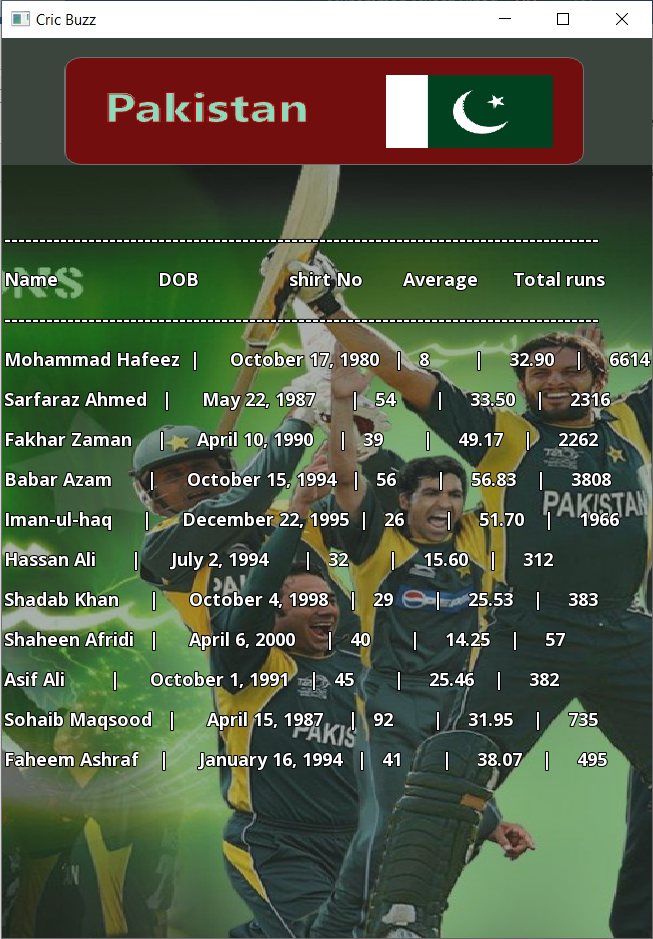 Cric Buzz
Pakistan
ONS
---------------------------------------------------------------------------------------
Name DOB shirt No Average Total runs
---------------------------------------------------------------------------------------
Mohammad Hafeez | October 17, 1980 | 8 | 32.90 | 6614
Sarfaraz Ahmed | May 22, 1987 | 54 | 33.50 | 2316
Fakhar Zaman | April 10, 1990 | 39 | 49.17 | 2262
Babar Azam | October 15, 1994 | 56 | 56.83 | 3808
Iman-ul-haq | December 22, 1995 | 26 | 51.70 | 1966
Hassan Ali | July 2, 1994 | 32 | 15.60 | 312
Shadab Khan | October 4, 1998 | 29 | 25.53 | 383
Shaheen Afridi | April 6, 2000 | 40 | 14.25 | 57
Asif Ali | October 1, 1991 | 45 | 25.46 | 382
Sohaib Maqsood | April 15, 1987 | 92 | 31.95 | 735
Faheem Ashraf | January 16, 1994 | 41 | 38.07 | 495
PAKISTAN
pepsi
PAKIS